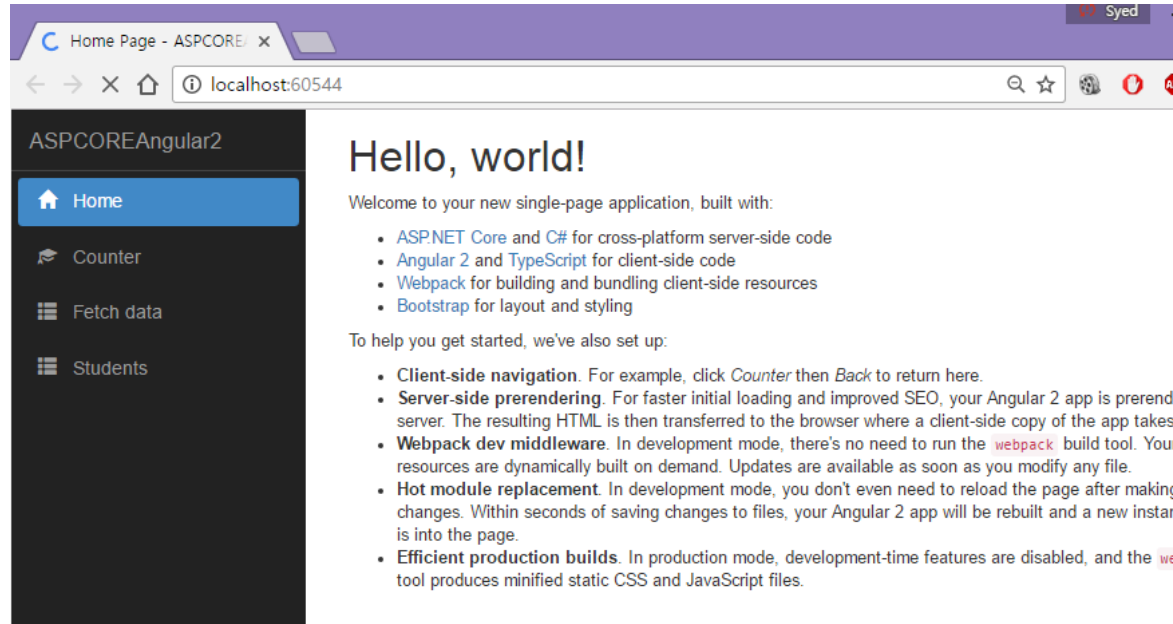 Syed
Home Page - ASPCORE
localhost:60544
ASPCOREAngular2
Home
Counter
Fetch data
Students
Hello, world!
Welcome to your new single-page application, built with:
ASP.NET Core and C# for cross-platform server-side code
Angular 2 and TypeScript for client-side code
Webpack for building and bundling client-side resources
Bootstrap for layout and styling
To help you get started, we've also set up:
Client-side navigation. For example, click Counter then Back to return here.
Server-side prerendering. For faster initial loading and improved SEO, your Angular 2 app is prerend
server. The resulting HTML is then transferred to the browser where a client-side copy of the app takes
Webpack dev middleware. In development mode, there's no need to run the webpack build tool. Your
resources are dynamically built on demand. Updates are available as soon as you modify any file.
Hot module replacement. In development mode, you don't even need to reload the page after making
changes. Within seconds of saving changes to files, your Angular 2 app will be rebuilt and a new instan
is into the page.
Efficient production builds. In production mode, development-time features are disabled, and the we
tool produces minified static CSS and JavaScript files.